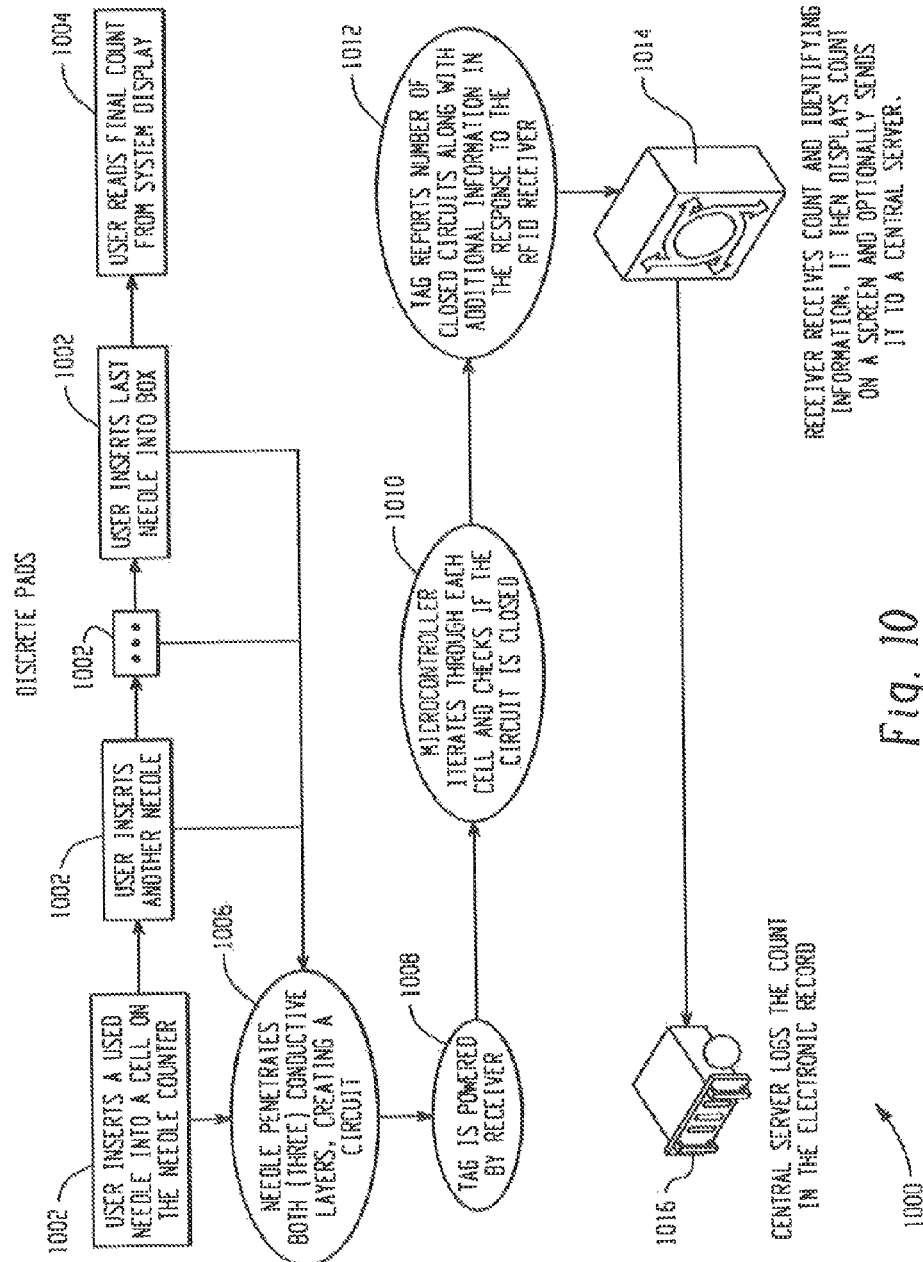 DISCRETE PADS
1002
USER INSERTS A USED
NEEDLE INTO A CELL ON
THE NEEDLE COUNTER
1002
USER INSERTS
ANOTHER NEEDLE
1002
1002
USER INSERTS LAST
NEEDLE INTO BOX
1004
USER READS FINAL COUNT
FROM SYSTEM DISPLAY
1006
NEEDLE PENETRATES
BOTH (THREE) CONDUCTIVE
LAYERS, CREATING A
CIRCUIT
1008
TAG IS POWERED
BY RECEIVER
1010
MICROCONTROLLER
ITERATES THROUGH EACH
CELL AND CHECKS IF THE
CIRCUIT IS CLOSED
1012
TAG REPORTS NUMBER OF
CLOSED CIRCUITS ALONG WITH
ADDITIONAL INFORMATION IN
THE RESPONSE TO THE
RFID RECEIVER
1014
RECEIVER RECEIVES COUNT AND IDENTIFYING
INFORMATION. IT THEN DISPLAYS COUNT
ON A SCREEN AND OPTIONALLY SENDS
IT TO A CENTRAL SERVER.
1016
CENTRAL SERVER LOGS THE COUNT
IN THE ELECTRONIC RECORD
1000
Fig. 10